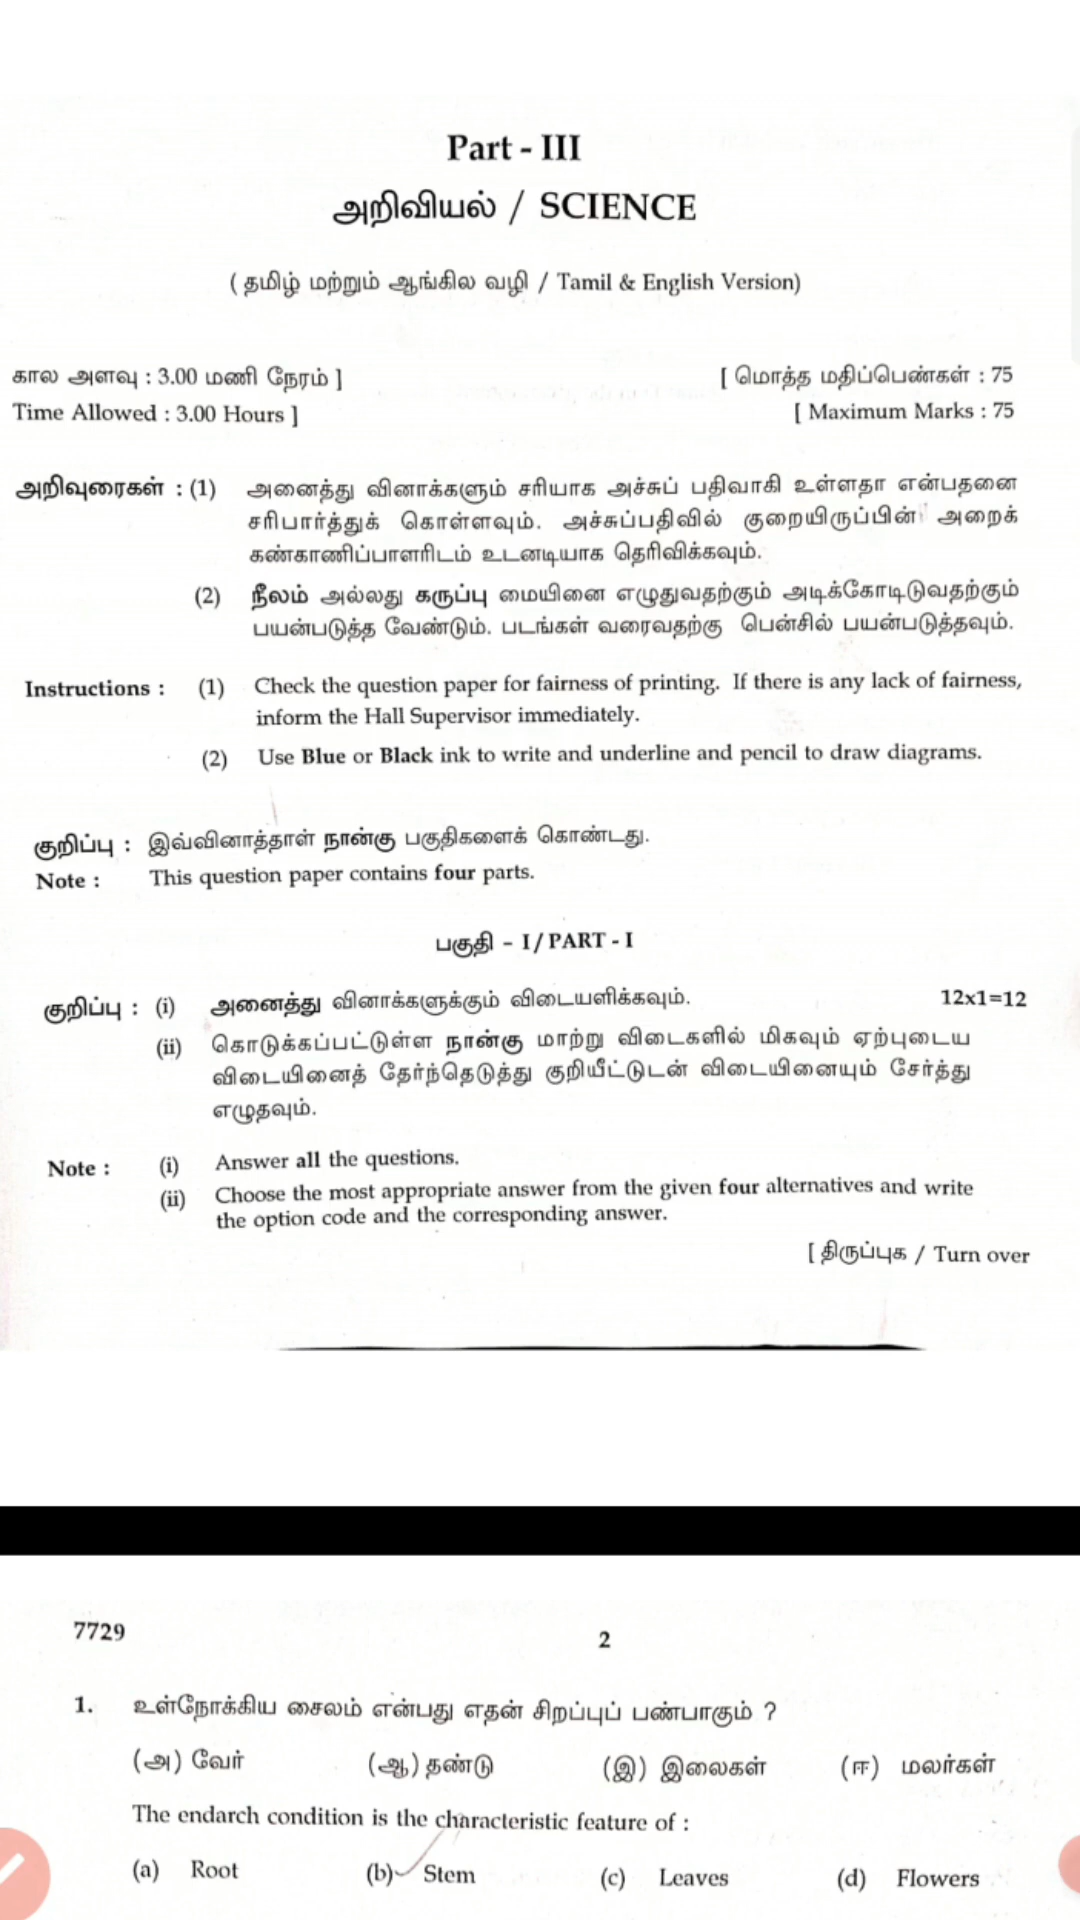 Part - III
அறிவியல் / SCIENCE
( தமிழ் மற்றும் ஆங்கில வழி / Tamil & English Version)
கால அளவு : 3.00 மணி நேரம் ] [ மொத்த மதிப்பெண்கள் : 75
Time Allowed : 3.00 Hours ] [ Maximum Marks : 75
அறிவுரைகள் : (1) அனைத்து வினாக்களும் சரியாக அச்சுப் பதிவாகி உள்ளதா என்பதனை
சரிபார்த்துக் கொள்ளவும். அச்சுப்பதிவில் குறையிருப்பின் அறைக்
கண்காணிப்பாளரிடம் உடனடியாக தெரிவிக்கவும்.
(2) நீலம் அல்லது கருப்பு மையினை எழுதுவதற்கும் அடிக்கோடிடுவதற்கும்
பயன்படுத்த வேண்டும். படங்கள் வரைவதற்கு பென்சில் பயன்படுத்தவும்.
Instructions : (1) Check the question paper for fairness of printing. If there is any lack of fairness,
inform the Hall Supervisor immediately.
(2) Use Blue or Black ink to write and underline and pencil to draw diagrams.
குறிப்பு : இவ்வினாத்தாள் நான்கு பகுதிகளைக் கொண்டது.
Note : This question paper contains four parts.
பகுதி - I / PART - I
குறிப்பு : (i) அனைத்து வினாக்களுக்கும் விடையளிக்கவும். 12x1=12
(ii) கொடுக்கப்பட்டுள்ள நான்கு மாற்று விடைகளில் மிகவும் ஏற்புடைய
விடையினைத் தேர்ந்தெடுத்து குறியீட்டுடன் விடையினையும் சேர்த்து
எழுதவும்.
Note : (i) Answer all the questions.
(ii) Choose the most appropriate answer from the given four alternatives and write
the option code and the corresponding answer.
[ திருப்புக / Turn over
7729 2
1. உள்நோக்கிய சைலம் என்பது எதன் சிறப்புப் பண்பாகும் ?
(அ) வேர் (ஆ) தண்டு (இ) இலைகள் (ஈ) மலர்கள்
The endarch condition is the characteristic feature of :
(a) Root (b) Stem (c) Leaves (d) Flowers